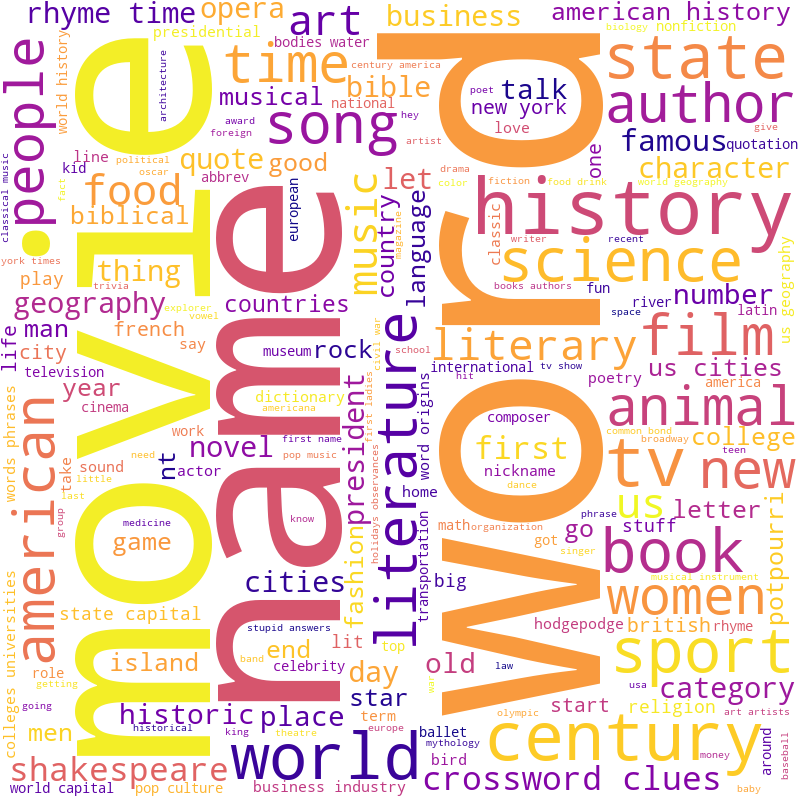 rhyme time
opera
art
business
american history
presidential
biology
nonfiction
people
world history
movie
architecture
bodies water
time
century america
musical
national
bible
word
poet
talk
new york
love
state
author
award
foreign
song
hey
artist
one
famous
quotation
give
classical music
line
kid
political
oscar
quote
good
abbrev
european
let
drama
color
fiction
food drink
character
world geography
fact
food
biblical
name
music
magazine
country
language
classic
history
writer
recent
york times
play
thing
trivia
science
books authors
fun
us geography
geography
explorer
vowel
countries
river
space
number
latin
life
man
city
french
say
television
year
cinema
museum
rock
civil war
school
literature
literary
film
international
tv show
us cities
poetry
america
hit
words phrases
american
dictionary
americana
president
first ladies
word origins
composer
first
nickname
dance
animal
common bond
broadway
college
teen
take
sound
work
need
little
last
nt
novel
actor
first name
pop music
holidays observances
home
tv
new
group
medicine
game
know
fashion
transportation
math
organization
phrase
us
letter
go
got
stuff
singer
potpourri
cities
big
book
musical instrument
colleges universities
state capital
stupid answers
women
hodgepodge
british
rhyme
island
band
end
lit
celebrity
top
law
sport
role
getting
day
war
old
usa
category
going
men
historic
historical
place
king
star
term
theatre
europe
start
religion
art artists
olympic
ballet
mythology
bird
century
money
around
baseball
shakespeare
world
world capital
pop culture
business industry
crossword clues
baby